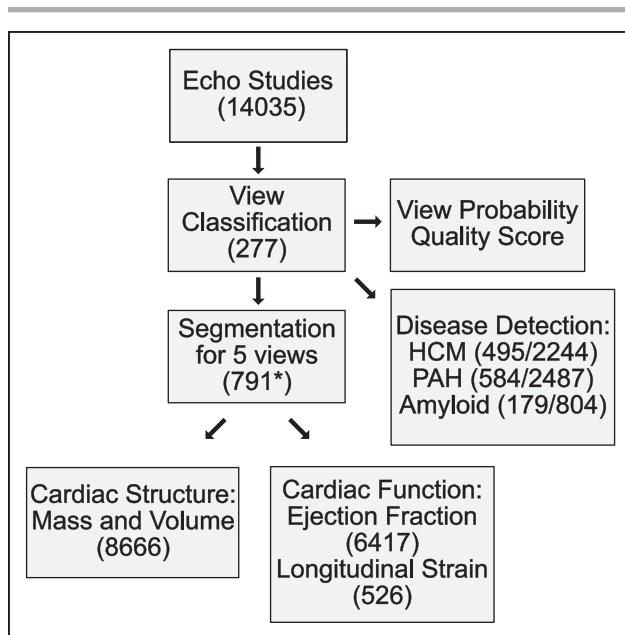 Echo Studies
(14035)
View
Classification
(277)
View Probability
Quality Score
Segmentation
for 5 views
(791*)
Disease Detection:
HCM (495/2244)
PAH (584/2487)
Amyloid (179/804)
Cardiac Structure:
Mass and Volume
(8666)
Cardiac Function:
Ejection Fraction
(6417)
Longitudinal Strain
(526)